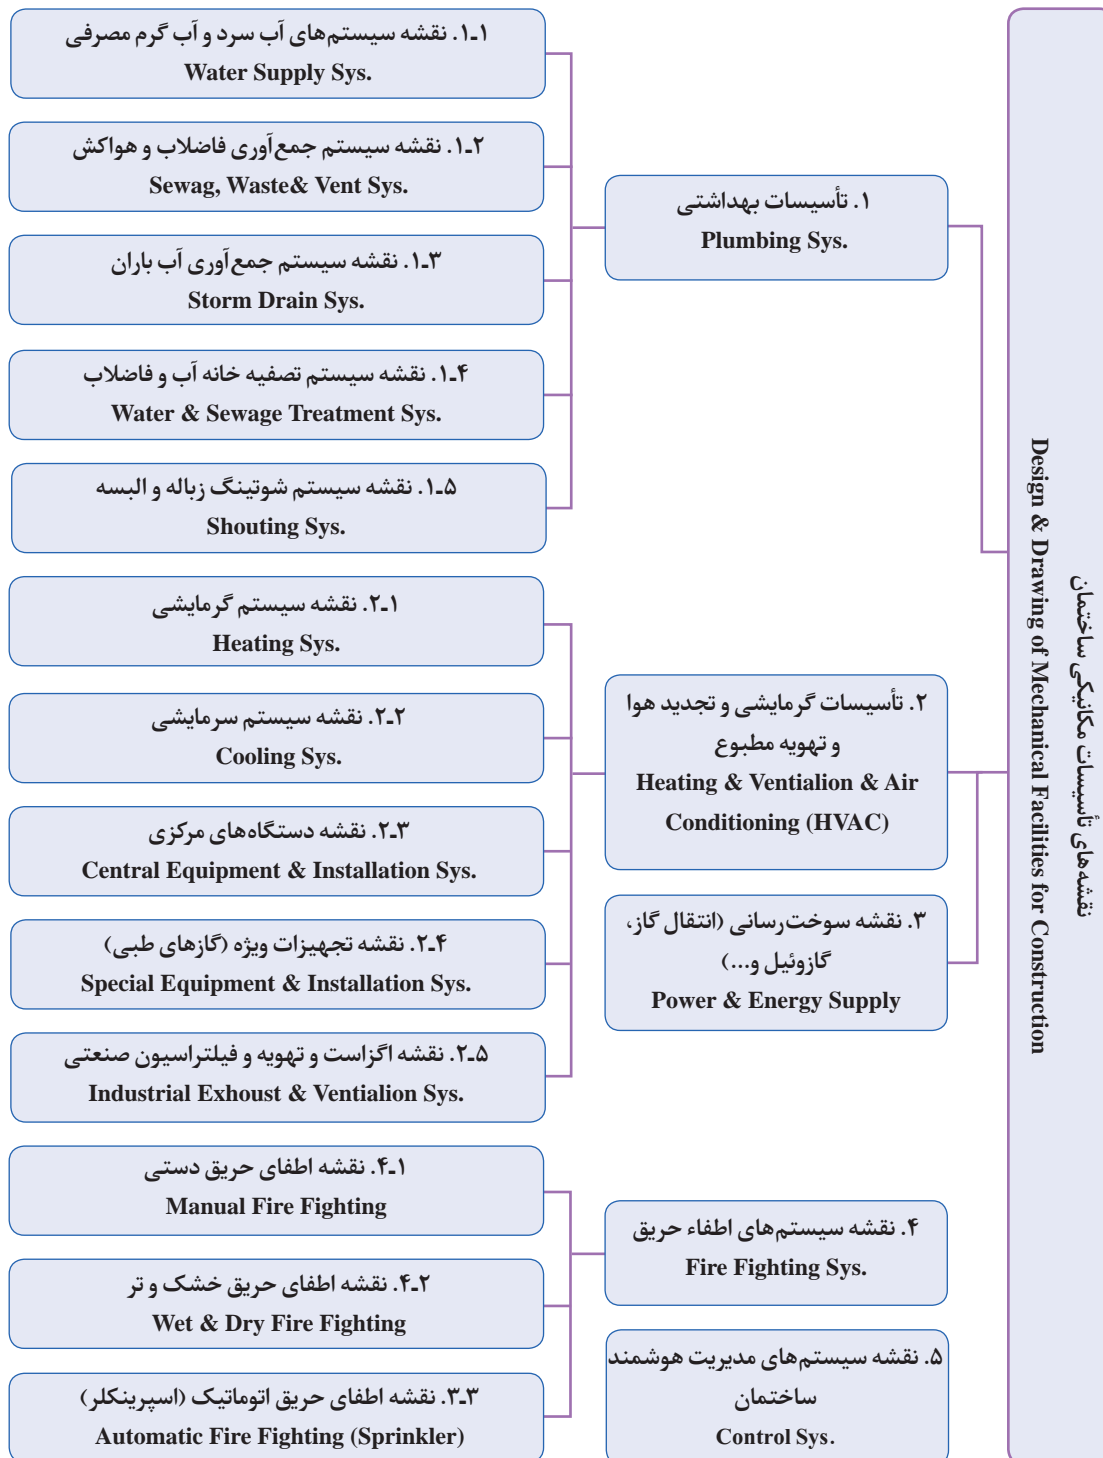 نقشه‌های تأسیسات مکانیکی ساختمان
Design & Drawing of Mechanical Facilities for Construction
۱. تأسیسات بهداشتی
Plumbing Sys.
۱ـ۱. نقشه سیستم‌های آب سرد و آب گرم مصرفی
Water Supply Sys.
۱ـ۲. نقشه سیستم جمع‌آوری فاضلاب و هواکش
Sewag, Waste& Vent Sys.
۱ـ۳. نقشه سیستم جمع‌آوری آب باران
Storm Drain Sys.
۱ـ۴. نقشه سیستم تصفیه خانه آب و فاضلاب
Water & Sewage Treatment Sys.
۱ـ۵. نقشه سیستم شوتینگ زباله و البسه
Shouting Sys.
۲. تأسیسات گرمایشی و تجدید هوا
و تهویه مطبوع
Heating & Ventialion & Air
Conditioning (HVAC)
۲ـ۱. نقشه سیستم گرمایشی
Heating Sys.
۲ـ۲. نقشه سیستم سرمایشی
Cooling Sys.
۲ـ۳. نقشه دستگاه‌های مرکزی
Central Equipment & Installation Sys.
۲ـ۴. نقشه تجهیزات ویژه (گازهای طبی)
Special Equipment & Installation Sys.
۲ـ۵. نقشه اگزاست و تهویه و فیلتراسیون صنعتی
Industrial Exhoust & Ventialion Sys.
۳. نقشه سوخت‌رسانی (انتقال گاز،
گازوئیل و...)
Power & Energy Supply
۴. نقشه سیستم‌های اطفاء حریق
Fire Fighting Sys.
۴ـ۱. نقشه اطفای حریق دستی
Manual Fire Fighting
۴ـ۲. نقشه اطفای حریق خشک و تر
Wet & Dry Fire Fighting
۳ـ۳. نقشه اطفای حریق اتوماتیک (اسپرینکلر)
Automatic Fire Fighting (Sprinkler)
۵. نقشه سیستم‌های مدیریت هوشمند
ساختمان
Control Sys.